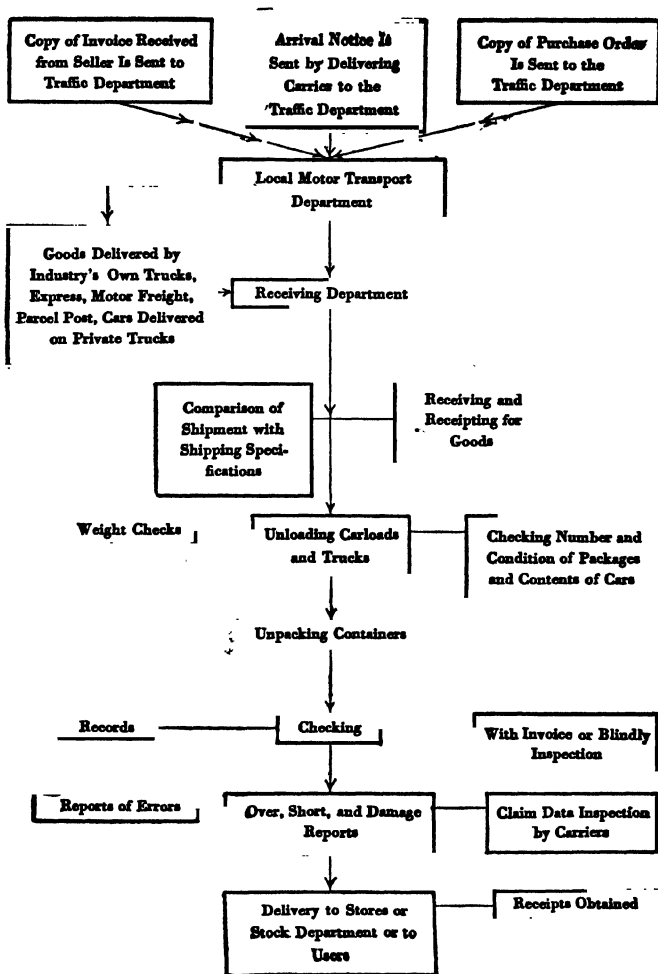 Copy of Invoice Received
from Seller Is Sent to
Traffic Department
Arrival Notice Is
Sent by Delivering
Carrier to the
Traffic Department
Copy of Purchase Order
Is Sent to the
Traffic Department
Local Motor Transport
Department
Goods Delivered by
Industry's Own Trucks,
Express, Motor Freight,
Parcel Post, Cars Delivered
on Private Trucks
Receiving Department
Comparison of
Shipment with
Shipping Speci-
fications
Receiving and
Receipting for
Goods
Weight Checks
Unloading Carloads
and Trucks
Checking Number and
Condition of Packages
and Contents of Cars
Unpacking Containers
Records
Checking
With Invoice or Blindly
Inspection
Reports of Errors
Over, Short, and Damage
Reports
Claim Data Inspection
by Carriers
Delivery to Stores or
Stock Department or to
Users
Receipts Obtained